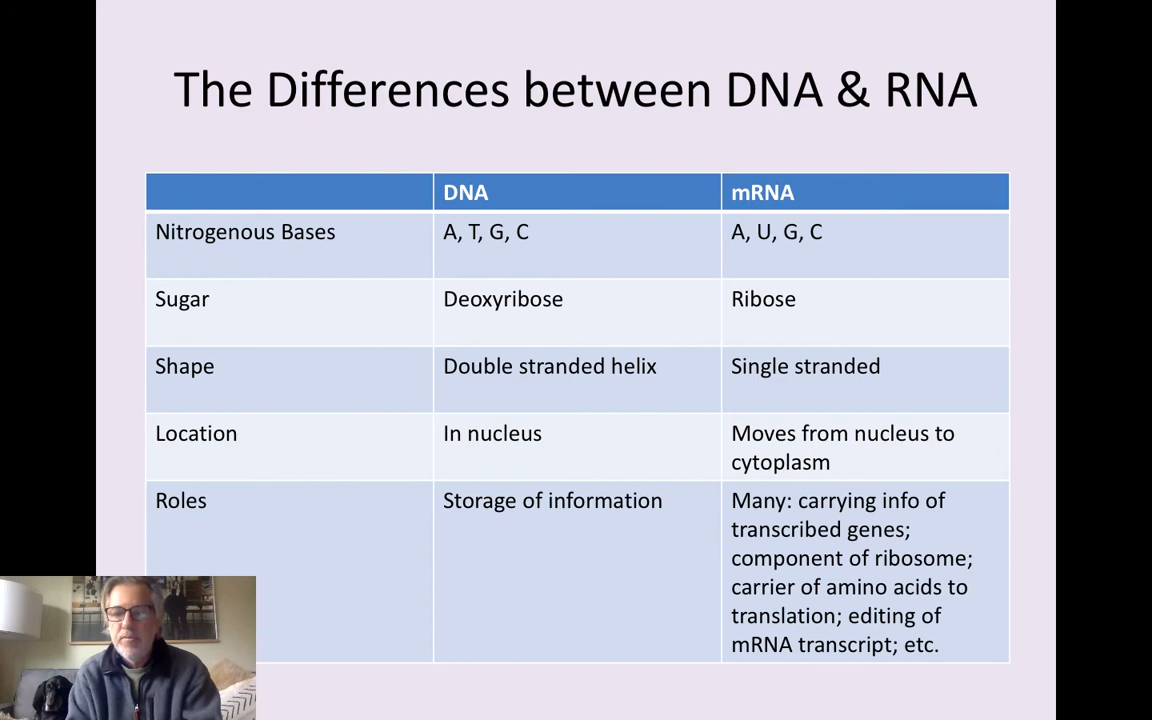 The Differences between DNA & RNA
DNA
mRNA
Nitrogenous Bases
A, T, G, C
A, U, G, C
Sugar
Deoxyribose
Ribose
Shape
Double stranded helix
Single stranded
Location
In nucleus
Moves from nucleus to
cytoplasm
Roles
Storage of information
Many: carrying info of
transcribed genes;
component of ribosome;
carrier of amino acids to
translation; editing of
mRNA transcript; etc.